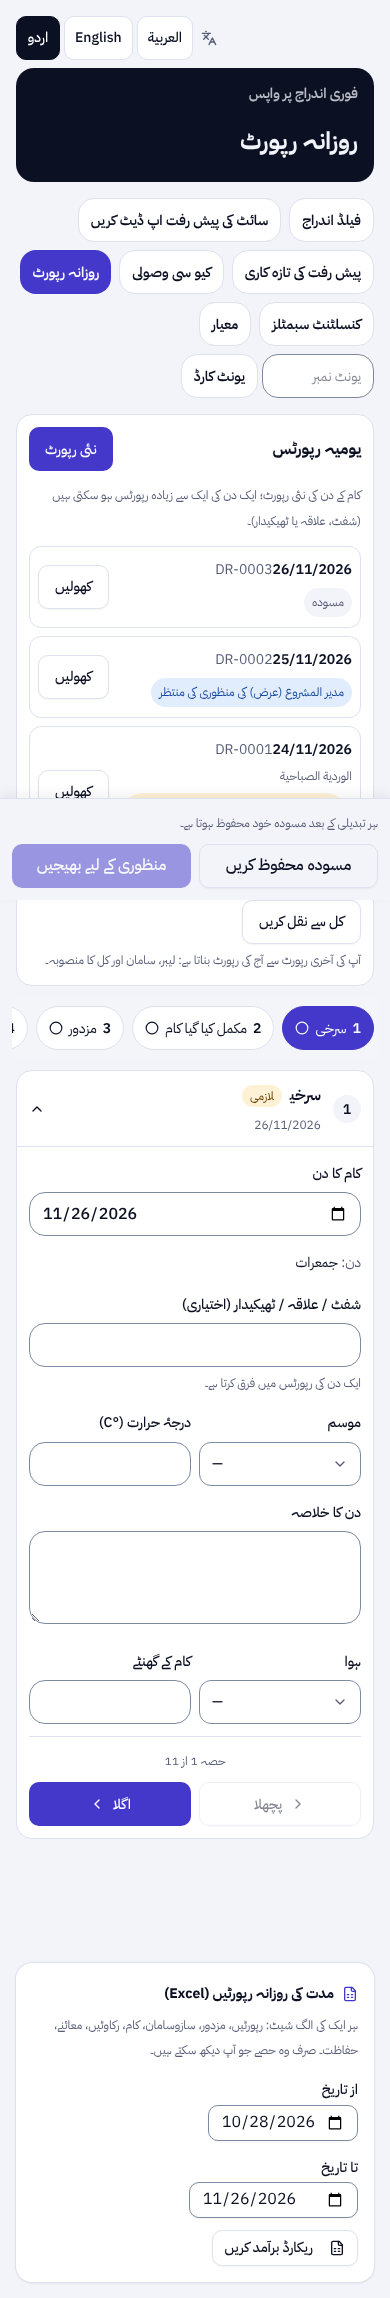 اردو English العربية
فوری اندراج پر واپس
روزانہ رپورٹ
فیلڈ اندراج سائٹ کی پیش رفت اپ ڈیٹ کریں
پیش رفت کی تازہ کاری کیو سی وصولی روزانہ رپورٹ
کنسلٹنٹ سبمٹلز معیار
یونٹ نمبر یونٹ کارڈ
یومیہ رپورٹس نئی رپورٹ
کام کے دن کی نئی رپورٹ؛ ایک دن کی ایک سے زیادہ رپورٹس ہو سکتی ہیں
(شفٹ، علاقہ یا ٹھیکیدار)۔
26/11/2026 DR-0003
مسودہ
کھولیں
25/11/2026 DR-0002
مدير المشروع (عرض) کی منظوری کی منتظر
کھولیں
24/11/2026 DR-0001
الوردية الصباحية
کھولیں
ہر تبدیلی کے بعد مسودہ خود محفوظ ہوتا ہے۔
مسودہ محفوظ کریں منظوری کے لیے بھیجیں
کل سے نقل کریں
آپ کی آخری رپورٹ سے آج کی رپورٹ بناتا ہے: لیبر، سامان اور کل کا منصوبہ۔
1 سرخی 2 مکمل کیا گیا کام 3 مزدور
1 سرخی لازمی
26/11/2026
کام کا دن
11/26/2026
دن: جمعرات
شفٹ / علاقہ / ٹھیکیدار (اختیاری)
ایک دن کی رپورٹس میں فرق کرتا ہے۔
موسم درجۂ حرارت (°C)
—
دن کا خلاصہ
ہوا کام کے گھنٹے
—
حصہ 1 از 11
پچھلا اگلا
مدت کی روزانہ رپورٹیں (Excel)
ہر ایک کی الگ شیٹ: رپورٹیں، مزدور، سازوسامان، کام، رکاوٹیں، معائنے،
حفاظت۔ صرف وہ حصے جو آپ دیکھ سکتے ہیں۔
از تاریخ
10/28/2026
تا تاریخ
11/26/2026
ریکارڈ برآمد کریں